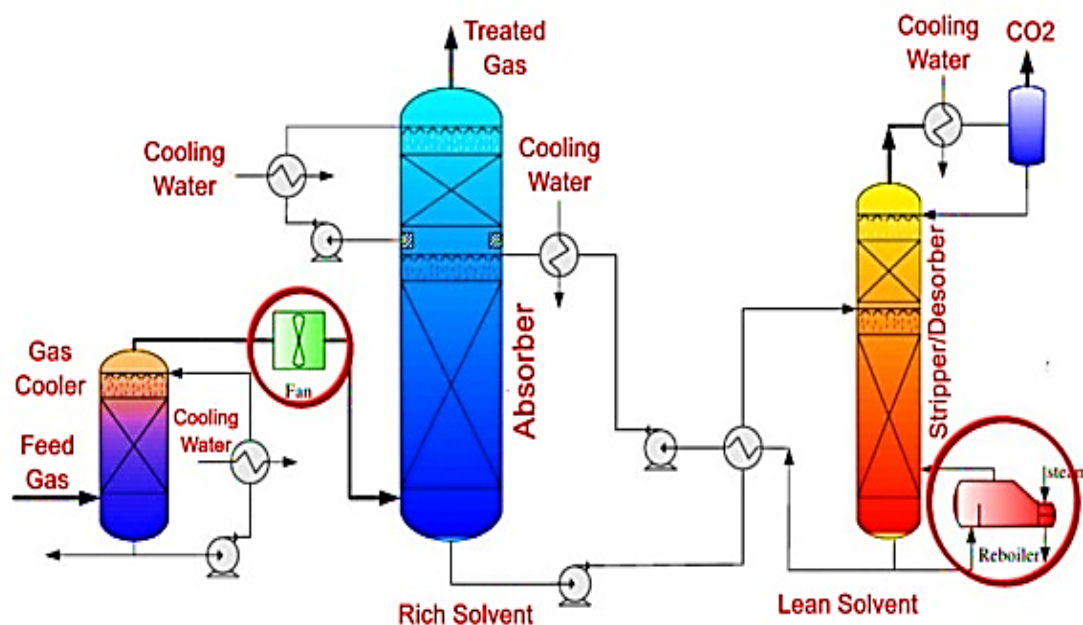 Treated
Gas
Cooling
Water
CO2
Cooling
Water
Cooling
Water
Absorber
Stripper/Desorber
Gas
Cooler
Fan
Cooling
Water
Feed
Gas
steam
Reboiler
Rich Solvent
Lean Solvent